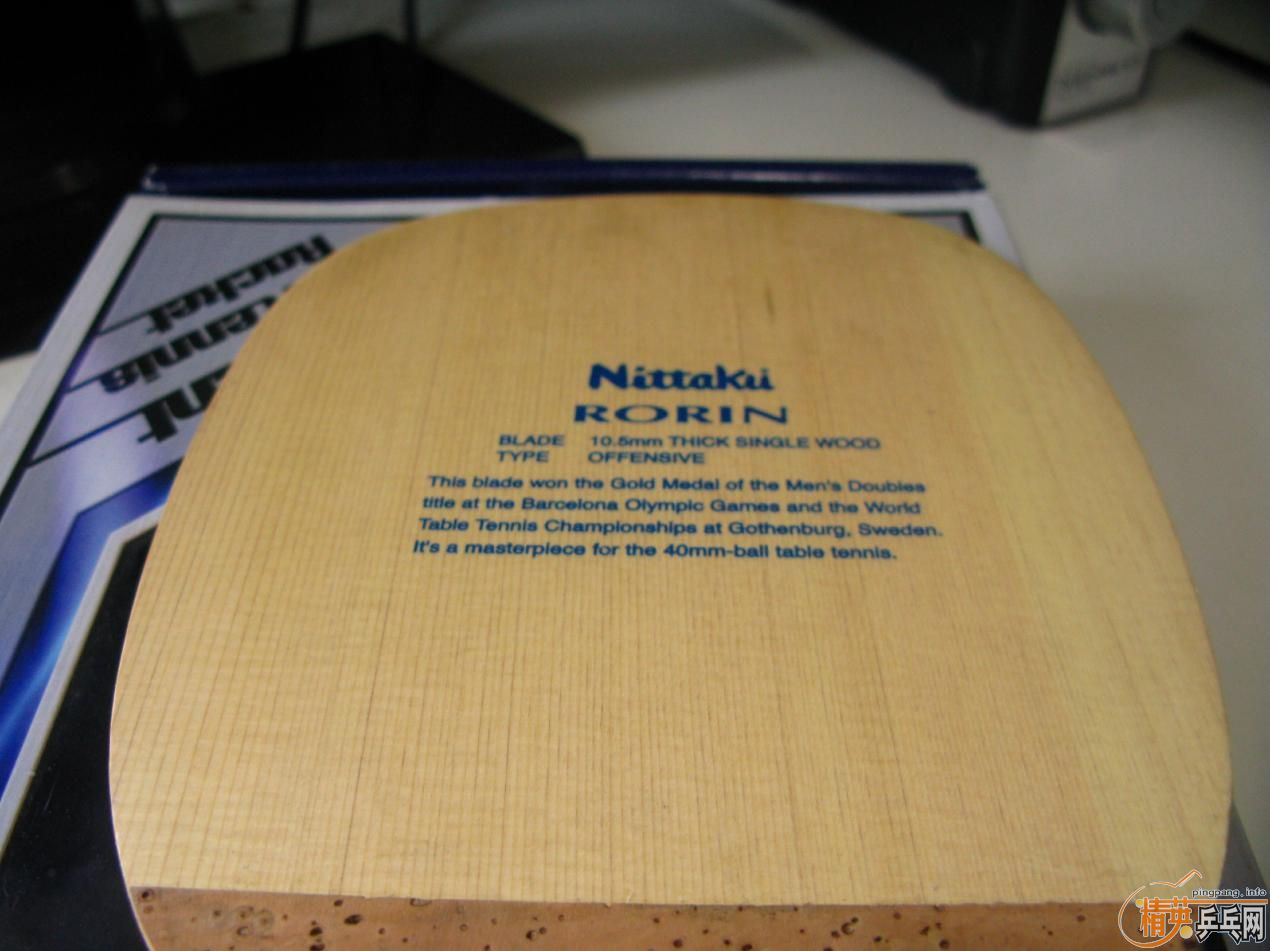 Nittaku
RORIN
BLADE 10.5mm THICK SINGLE WOOD
TYPE OFFENSIVE
This blade won the Gold Medal of the Men's Doubles
title at the Barcelona Olympic Games and the World
Table Tennis Championships at Gothenburg, Sweden.
It's a masterpiece for the 40mm-ball table tennis.
Racket
tennis
pingpang.info
精英乒乓网